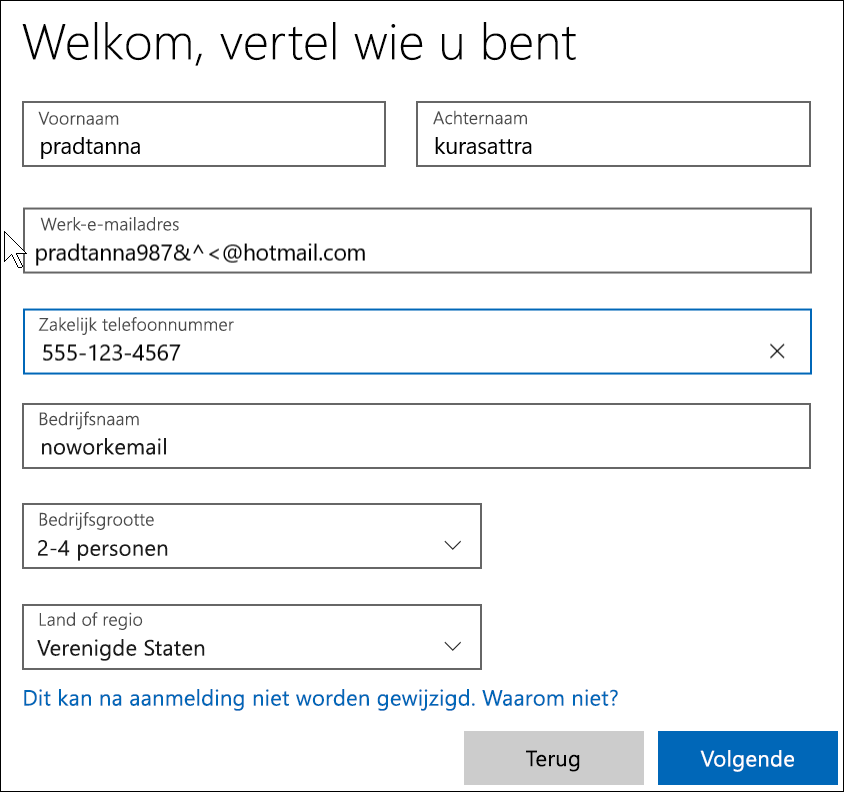 Welkom, vertel wie u bent
Voornaam
pradtanna
Achternaam
kurasattra
Werk-e-mailadres
pradtanna987&^<@hotmail.com
Zakelijk telefoonnummer
555-123-4567
Bedrijfsnaam
noworkemail
Bedrijfsgrootte
2-4 personen
Land of regio
Verenigde Staten
Dit kan na aanmelding niet worden gewijzigd. Waarom niet?
Terug
Volgende